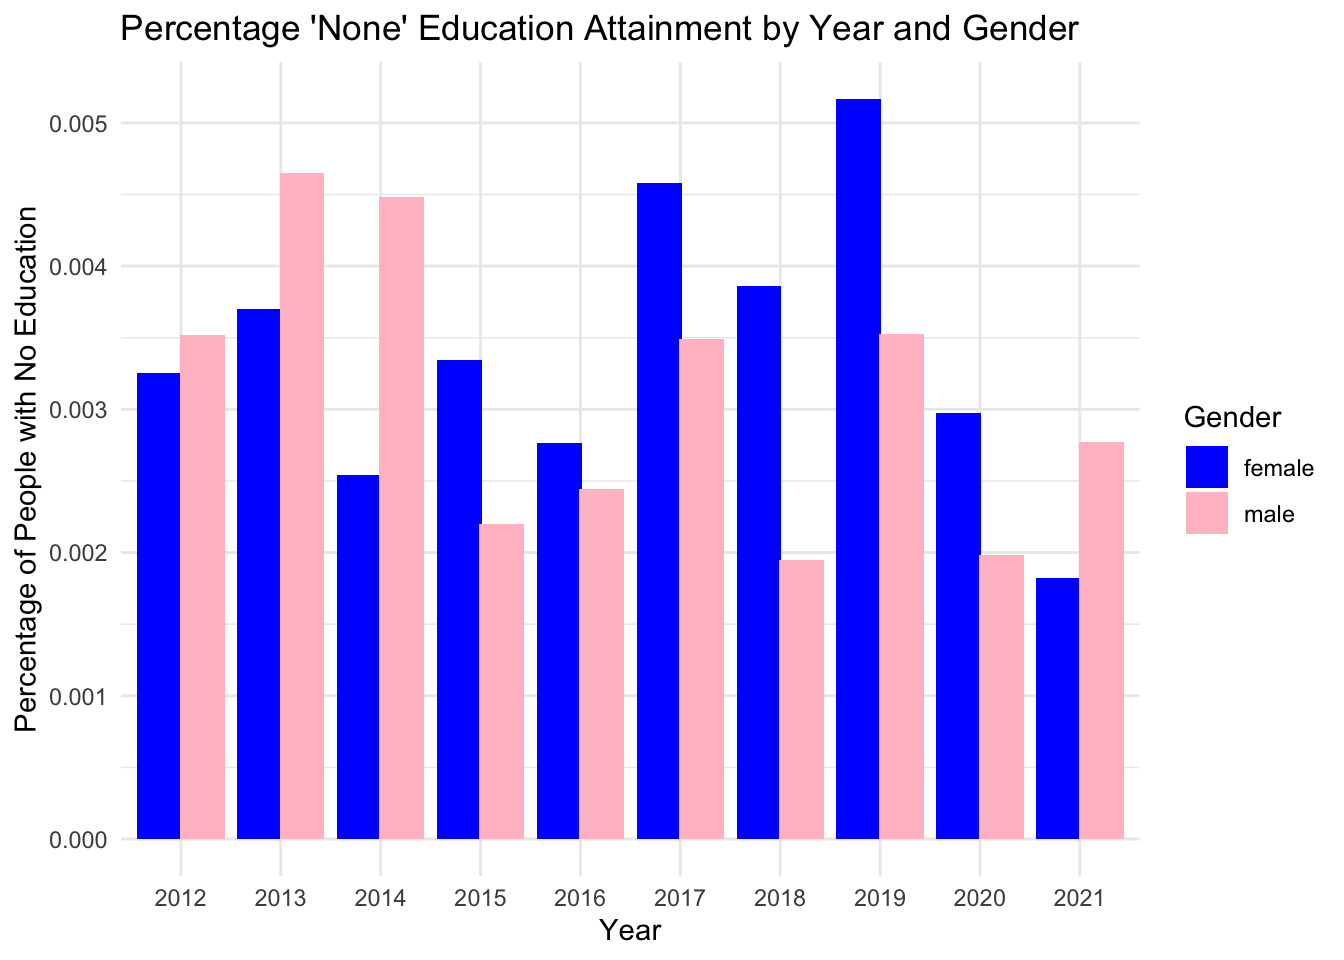 Percentage 'None' Education Attainment by Year and Gender
Percentage of People with No Education
0.005
0.004
0.003
0.002
0.001
0.000
2012 2013 2014 2015 2016 2017 2018 2019 2020 2021
Year
Gender
female
male